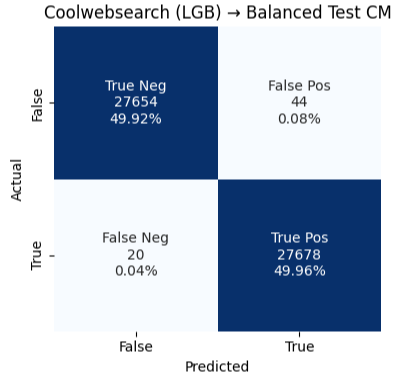 Coolwebsearch (LGB) → Balanced Test CM
True Neg
27654
49.92%
False Pos
44
0.08%
False Neg
20
0.04%
True Pos
27678
49.96%
False
True
Actual
False
True
Predicted